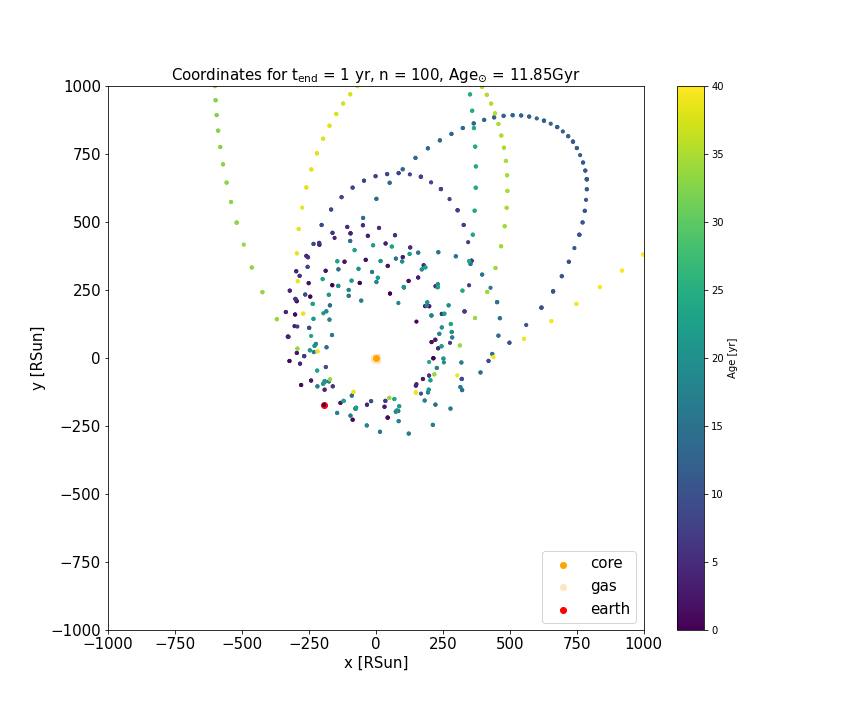 Coordinates for t_end = 1 yr, n = 100, Age_⊙ = 11.85Gyr
1000
750
500
250
0
−250
−500
−750
−1000
y [RSun]
−1000 −750 −500 −250 0 250 500 750 1000
x [RSun]
core
gas
earth
40
35
30
25
20
15
10
5
0
Age [yr]